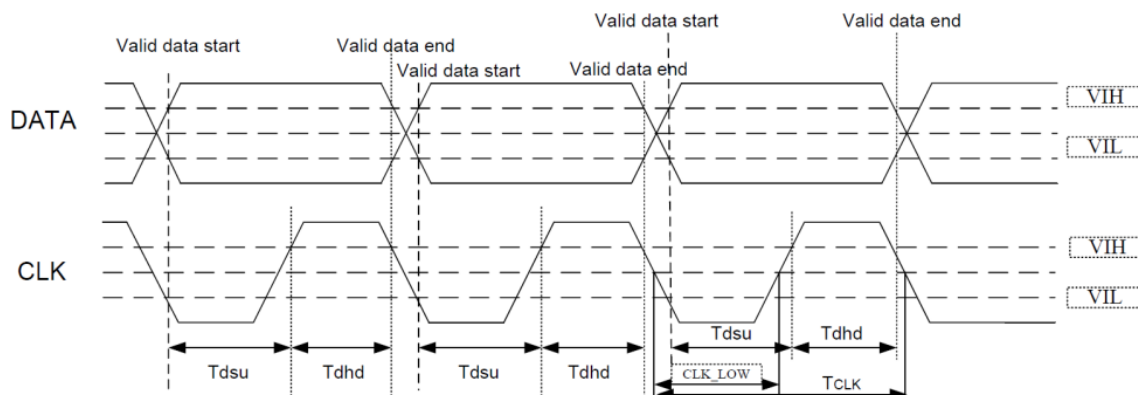 Valid data start
Valid data end
Valid data start
Valid data end
Valid data start
Valid data end
DATA
VIH
VIL
CLK
VIH
VIL
Tdsu
Tdhd
Tdsu
Tdhd
Tdsu
Tdhd
CLK_LOW
TCLK